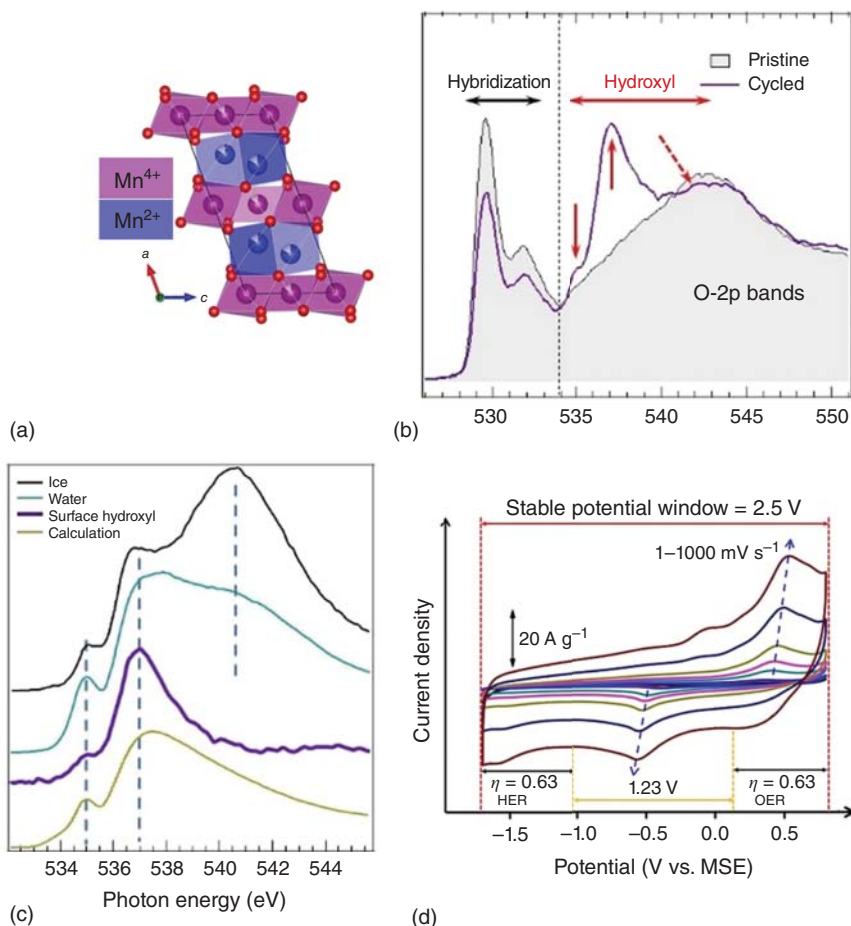 Mn4+
Mn2+
a
c
(a)
Pristine
Cycled
Hybridization
Hydroxyl
O-2p bands
530 535 540 545 550
(b)
Ice
Water
Surface hydroxyl
Calculation
534 536 538 540 542 544
Photon energy (eV)
(c)
Stable potential window = 2.5 V
1–1000 mV s−1
20 A g−1
Current density
η = 0.63
HER
1.23 V
η = 0.63
OER
−1.5 −1.0 −0.5 0.0 0.5
Potential (V vs. MSE)
(d)